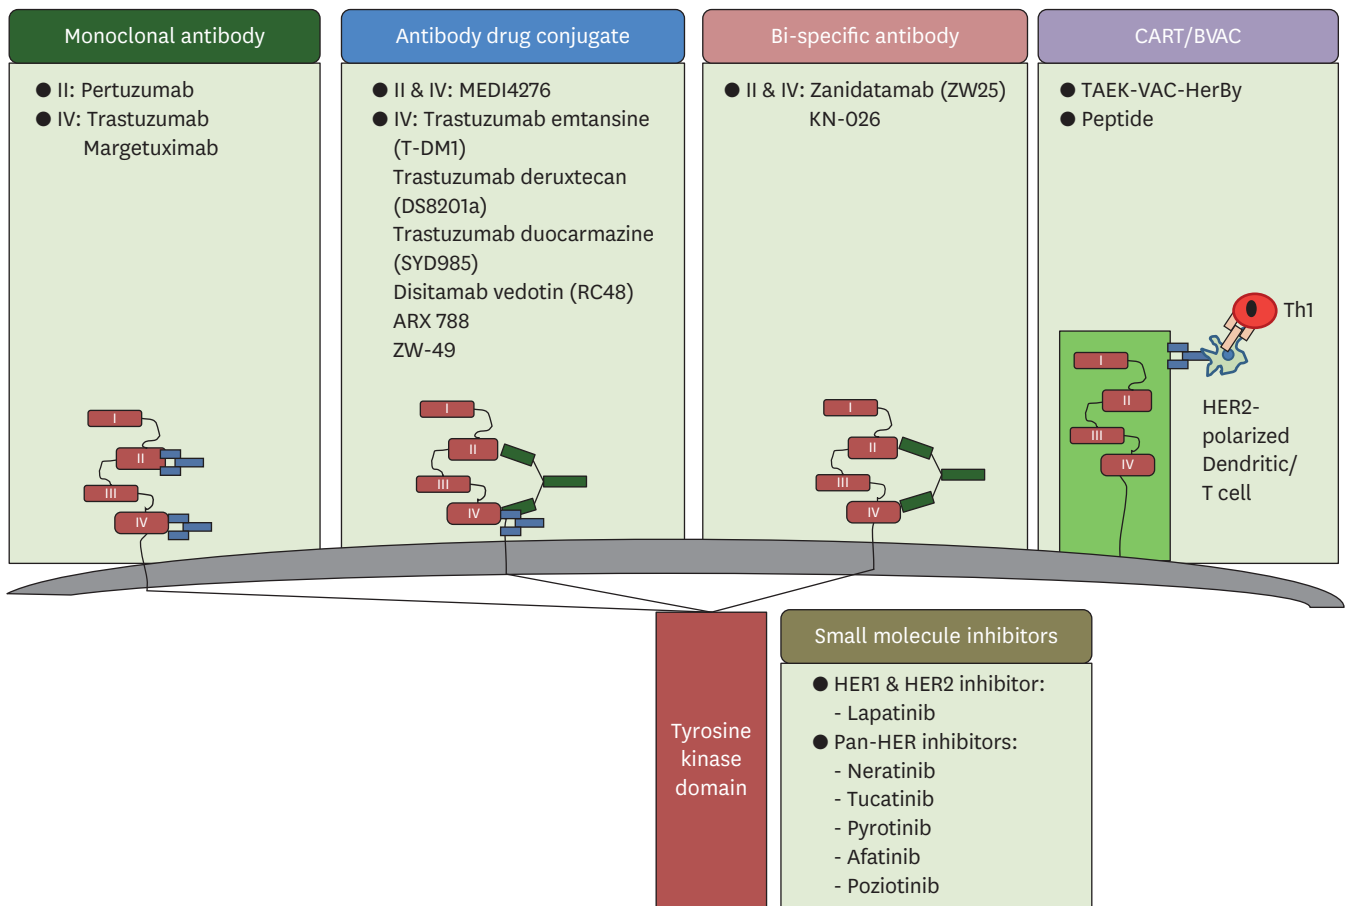 Monoclonal antibody
● II: Pertuzumab
● IV: Trastuzumab
Margetuximab
I
II
III
IV
Antibody drug conjugate
● II & IV: MEDI4276
● IV: Trastuzumab emtansine
(T-DM1)
Trastuzumab deruxtecan
(DS8201a)
Trastuzumab duocarmazine
(SYD985)
Disitamab vedotin (RC48)
ARX 788
ZW-49
I
II
III
IV
Bi-specific antibody
● II & IV: Zanidatamab (ZW25)
KN-026
I
II
III
IV
CART/BVAC
● TAEK-VAC-HerBy
● Peptide
Th1
I
II
III
IV
HER2-
polarized
Dendritic/
T cell
Tyrosine
kinase
domain
Small molecule inhibitors
● HER1 & HER2 inhibitor:
- Lapatinib
● Pan-HER inhibitors:
- Neratinib
- Tucatinib
- Pyrotinib
- Afatinib
- Poziotinib